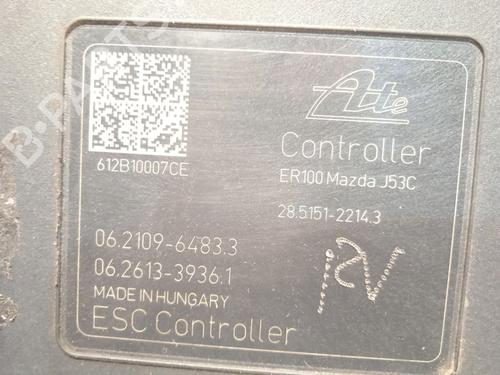 Ate
612B10007CE
Controller
ER100 Mazda J53C
28.5151-2214.3
06.2109-6483.3
06.2613-3936.1
MADE IN HUNGARY
ESC Controller